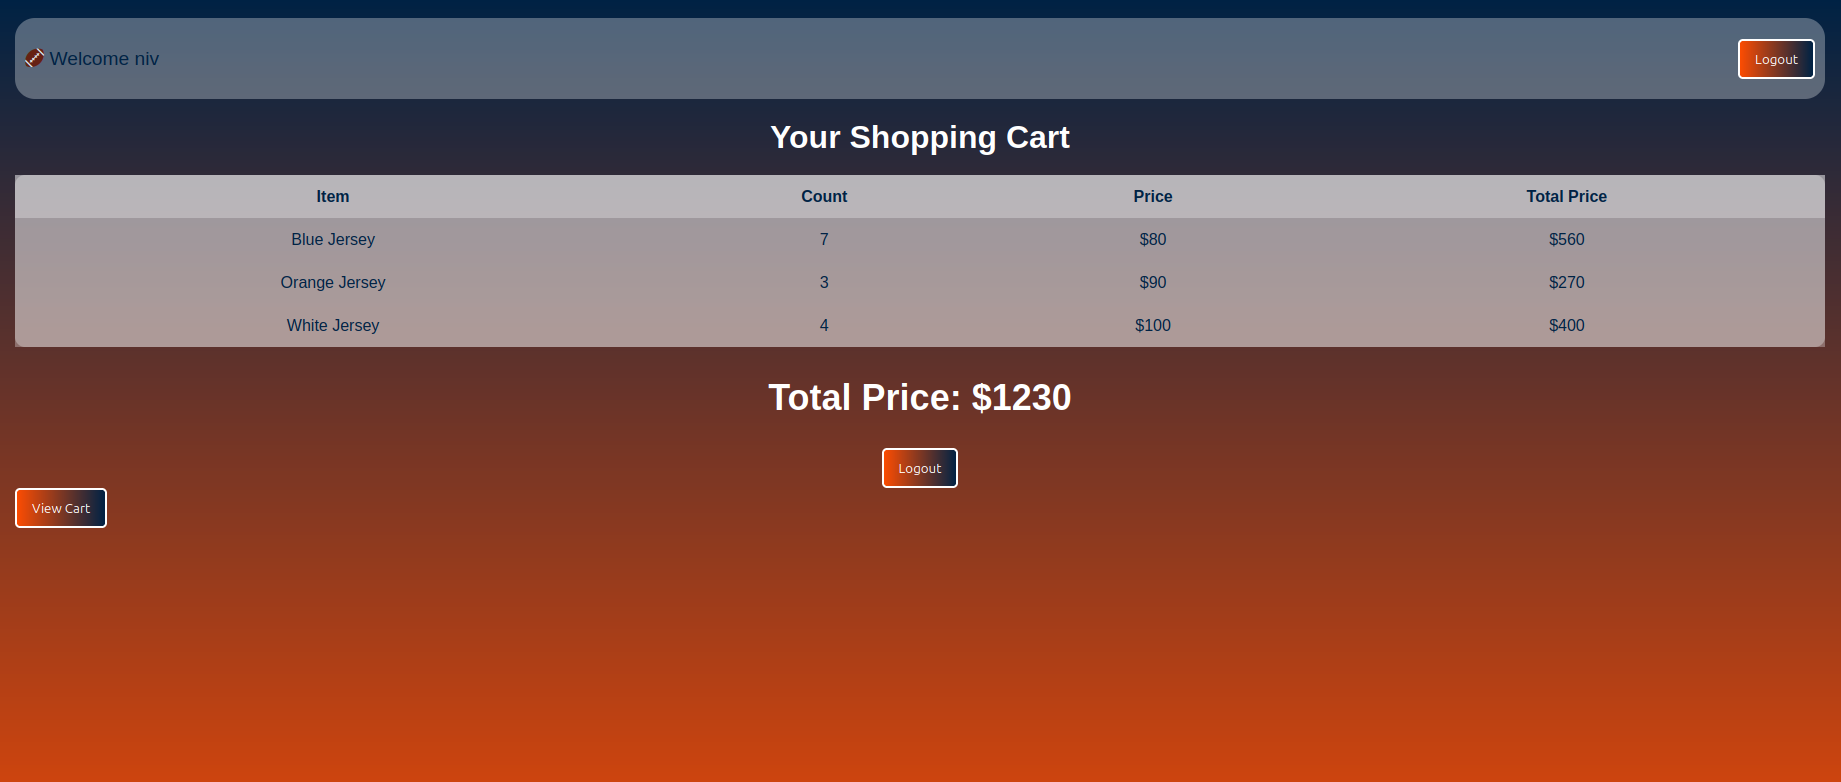 🏈 Welcome niv
Logout
Your Shopping Cart
Item Count Price Total Price
Blue Jersey 7 $80 $560
Orange Jersey 3 $90 $270
White Jersey 4 $100 $400
Total Price: $1230
Logout
View Cart